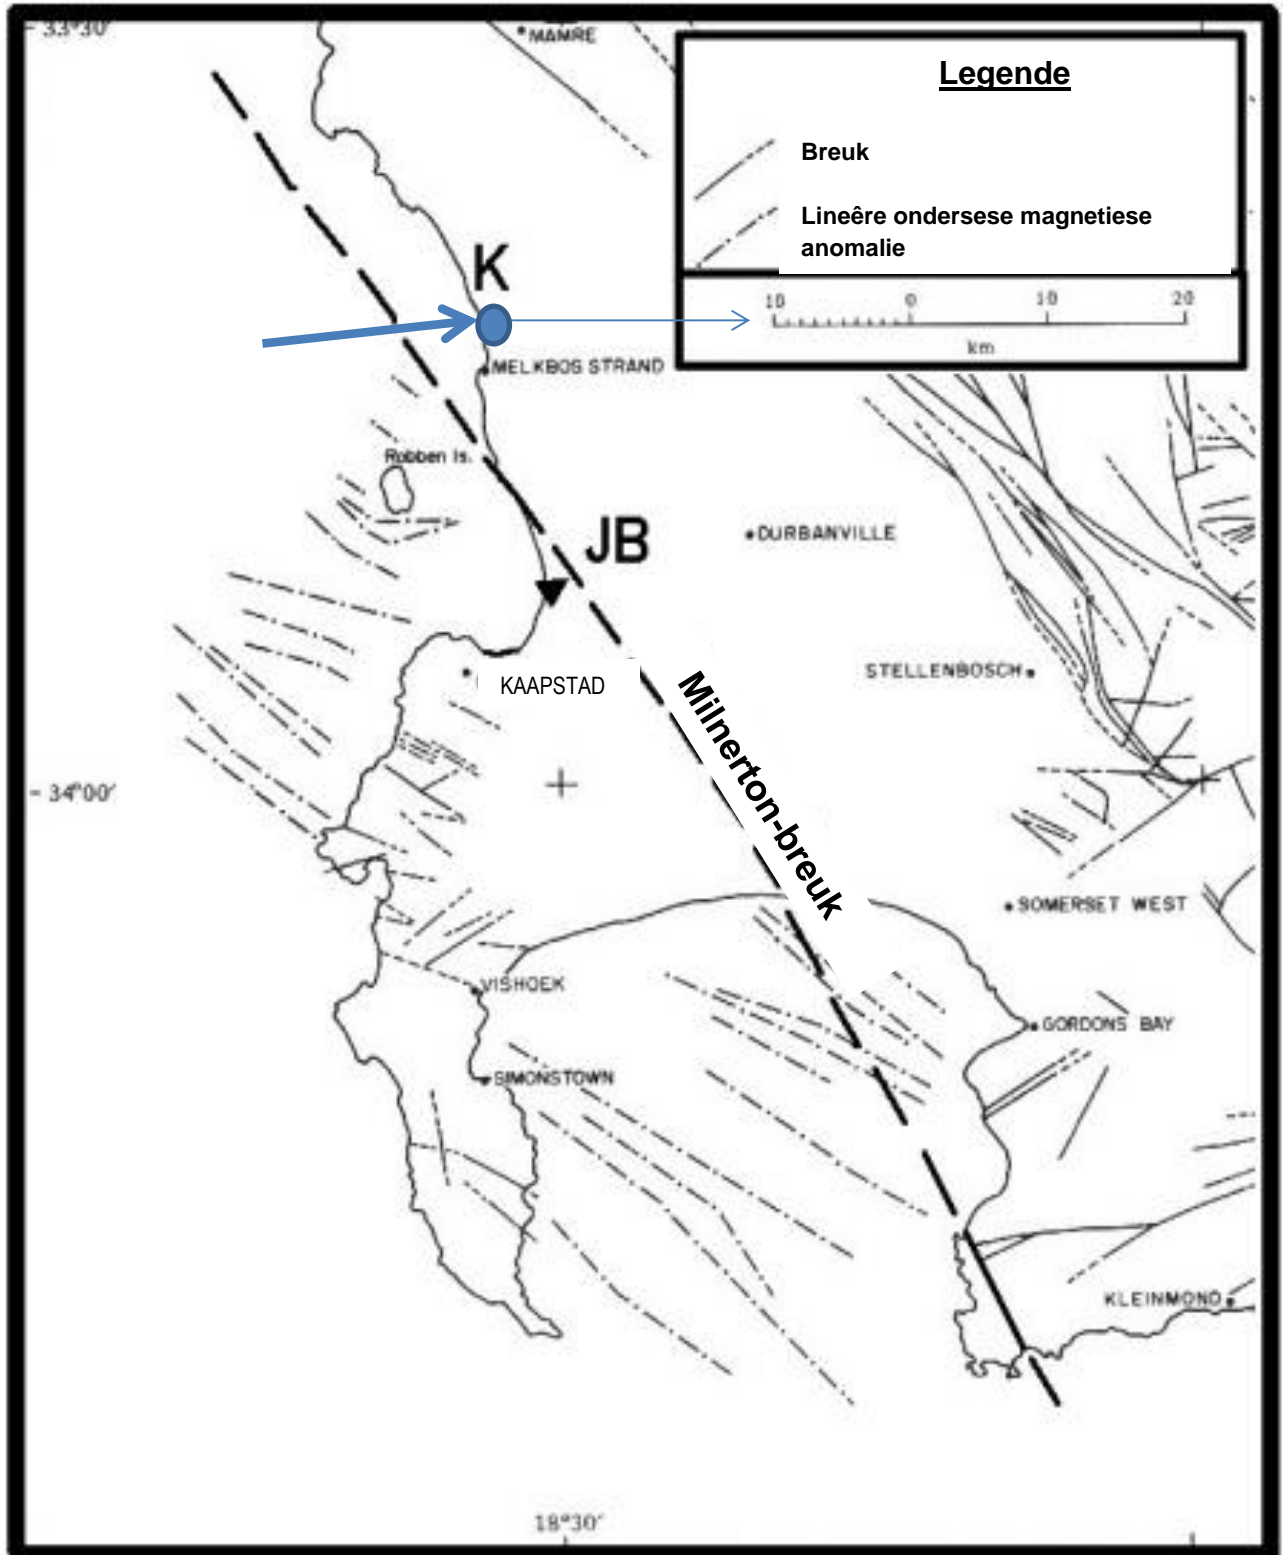 33°30'
MAMRE
Legende
Breuk
Lineêre ondersese magnetiese
anomalie
10 0 10 20
km
K
MELKBOS STRAND
Robben Is.
JB
DURBANVILLE
STELLENBOSCH
KAAPSTAD
Milnerton-breuk
34°00'
SOMERSET WEST
VISHOEK
GORDONS BAY
SIMONSTOWN
KLEINMOND
18°30'